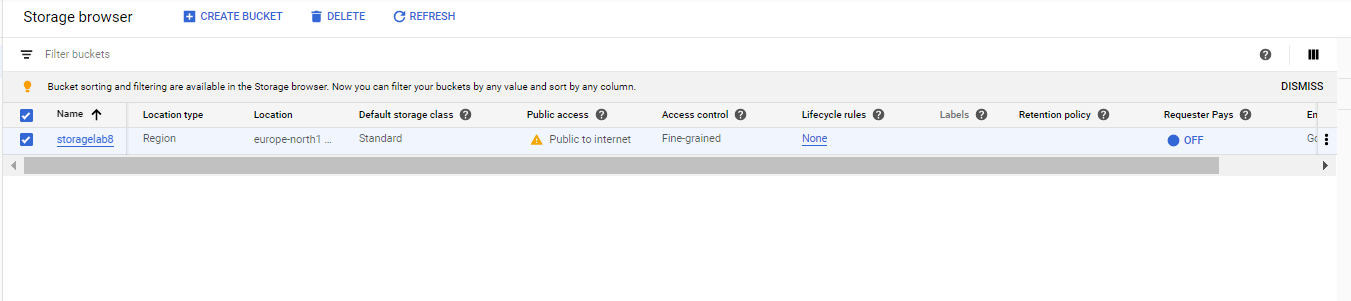 Storage browser CREATE BUCKET DELETE REFRESH
Filter buckets
Bucket sorting and filtering are available in the Storage browser. Now you can filter your buckets by any value and sort by any column. DISMISS
Name Location type Location Default storage class Public access Access control Lifecycle rules Labels Retention policy Requester Pays En
storagelab8 Region europe-north1 ... Standard Public to internet Fine-grained None OFF Go